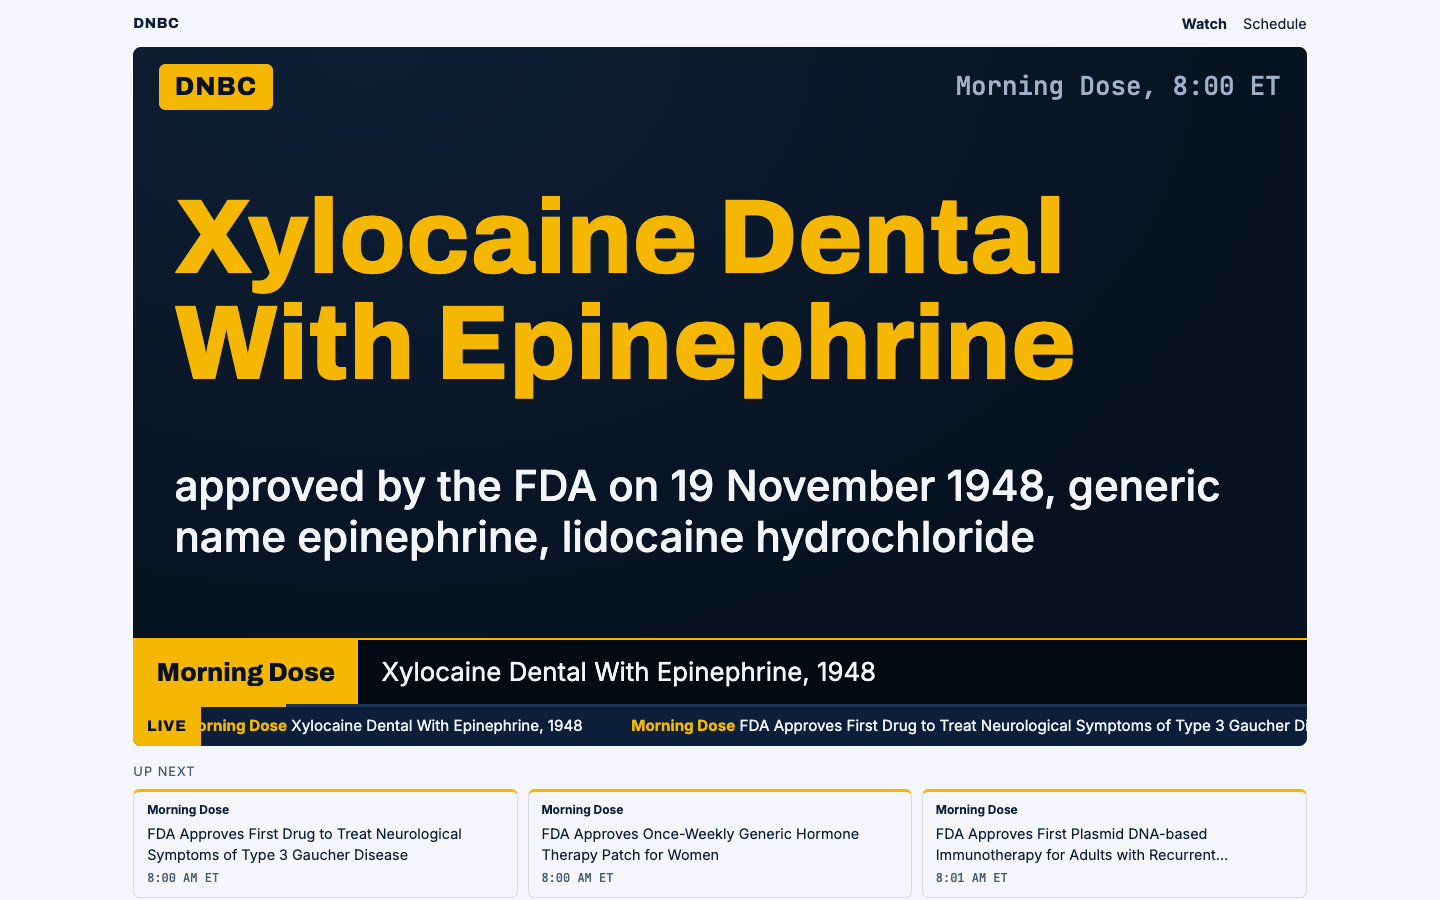 DNBC
Watch Schedule
DNBC
Morning Dose, 8:00 ET
Xylocaine Dental
With Epinephrine
approved by the FDA on 19 November 1948, generic
name epinephrine, lidocaine hydrochloride
Morning Dose
Xylocaine Dental With Epinephrine, 1948
LIVE
orning Dose Xylocaine Dental With Epinephrine, 1948
Morning Dose FDA Approves First Drug to Treat Neurological Symptoms of Type 3 Gaucher Di
UP NEXT
Morning Dose
FDA Approves First Drug to Treat Neurological
Symptoms of Type 3 Gaucher Disease
8:00 AM ET
Morning Dose
FDA Approves Once-Weekly Generic Hormone
Therapy Patch for Women
8:00 AM ET
Morning Dose
FDA Approves First Plasmid DNA-based
Immunotherapy for Adults with Recurrent...
8:01 AM ET